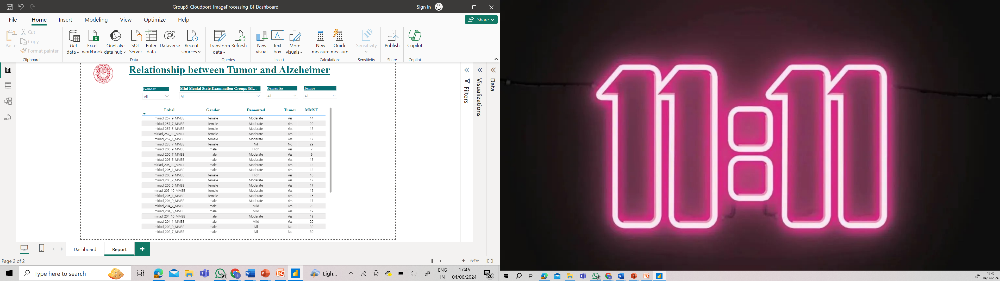 Group5_Cloudport_ImageProcessing_BI_Dashboard
Sign in
File Home Insert Modeling View Optimize Help
Share
Paste
Cut
Copy
Format painter
Clipboard
Get data
Excel workbook
OneLake data hub
SQL Server
Enter data
Dataverse
Recent sources
Data
Transform data
Refresh
Queries
New visual
Text box
More visuals
Insert
New measure
Quick measure
Calculations
Sensitivity
Sensitivity
Publish
Share
Copilot
Copilot
NORTHEASTERN UNIVERSITY
Relationship between Tumor and Alzeheimer
Gender
All
Mini Mental State Examination Groups (M...
All
Dementia
All
Tumor
All
Label Gender Demented Tumor MMSE
miriad_257_9_MMSE female Moderate Yes 14
miriad_257_7_MMSE female Moderate Yes 20
miriad_257_5_MMSE female Moderate Yes 18
miriad_257_10_MMSE female Moderate Yes 13
miriad_257_1_MMSE female Moderate Yes 17
miriad_235_7_MMSE female Nil No 29
miriad_206_9_MMSE male High Yes 7
miriad_206_7_MMSE male Moderate Yes 9
miriad_206_5_MMSE male Moderate Yes 18
miriad_206_10_MMSE male Moderate Yes 13
miriad_206_1_MMSE male Moderate Yes 13
miriad_205_9_MMSE female High Yes 10
miriad_205_7_MMSE female Moderate Yes 17
miriad_205_5_MMSE female Moderate Yes 17
miriad_205_10_MMSE female Moderate Yes 15
miriad_205_1_MMSE female Moderate Yes 15
miriad_204_9_MMSE male Moderate Yes 17
miriad_204_7_MMSE male Mild Yes 22
miriad_204_5_MMSE male Mild Yes 19
miriad_204_10_MMSE male Moderate Yes 19
miriad_204_1_MMSE male Mild Yes 20
miriad_202_9_MMSE male Nil No 30
miriad_202_7_MMSE male Nil No 30
Filters
Visualizations
Data
DAX
Dashboard Report
Page 2 of 2
63%
Type here to search
91
Ligh...
ENG
IN
17:46
04/06/2024
26
11:11
91
17:46
04/06/2024